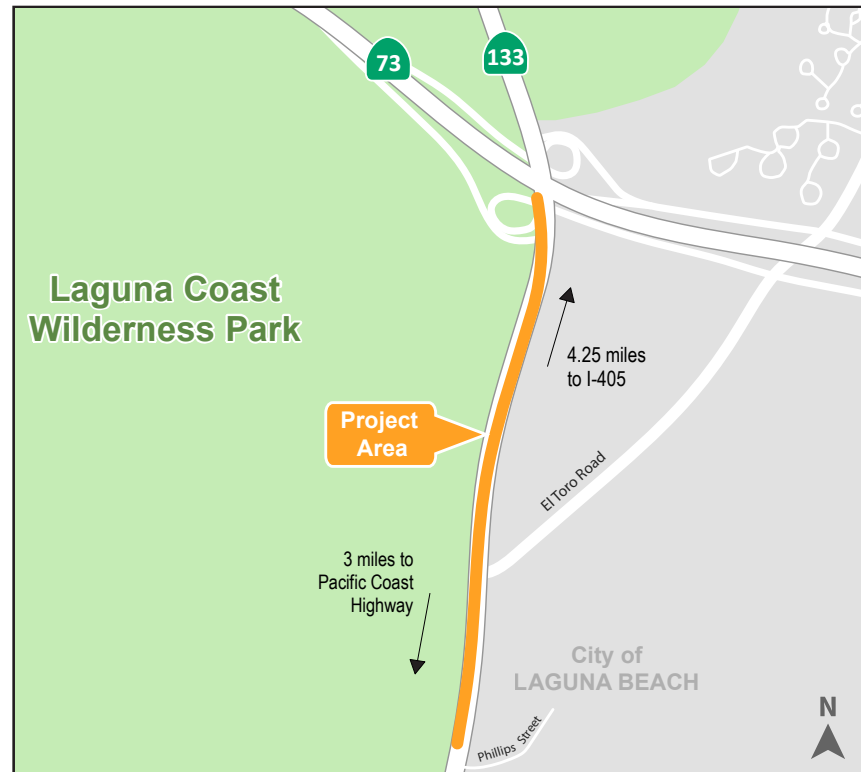 73
133
Laguna Coast
Wilderness Park
4.25 miles
to I-405
Project
Area
El Toro Road
3 miles to
Pacific Coast
Highway
City of
LAGUNA BEACH
N
Phillips Street